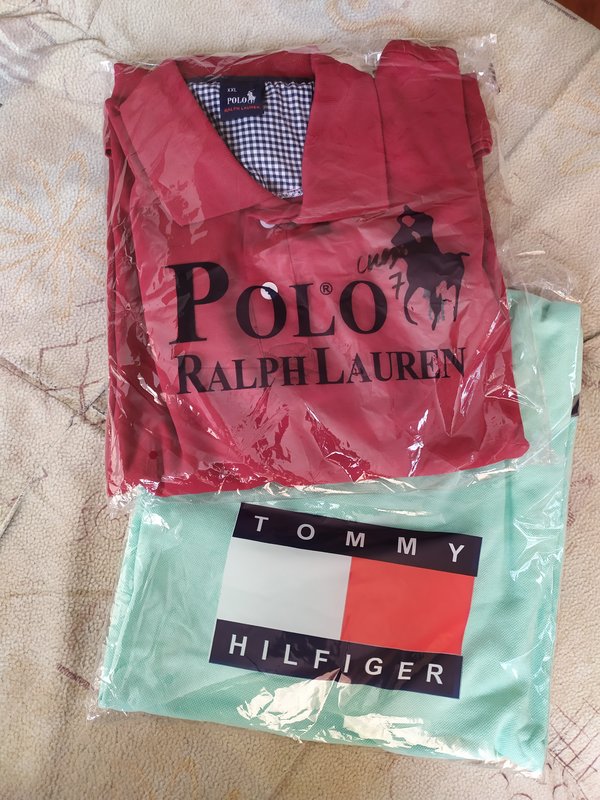 XXL
POLO
RALPH LAUREN
POLO®
RALPH LAUREN
7
TOMMY
HILFIGER